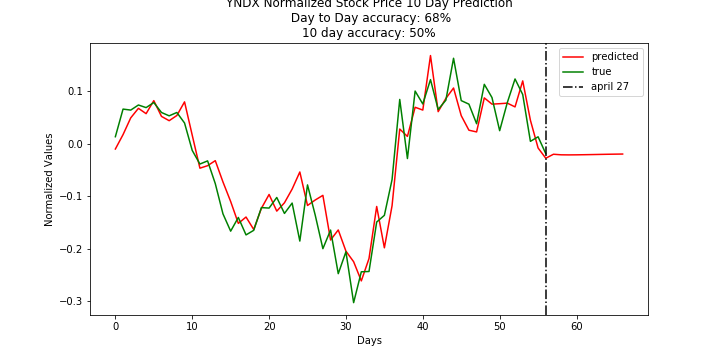 YNDX Normalized Stock Price 10 Day Prediction
Day to Day accuracy: 68%
10 day accuracy: 50%
predicted
true
april 27
Normalized Values
0.1
0.0
−0.1
−0.2
−0.3
0
10
20
30
40
50
60
Days